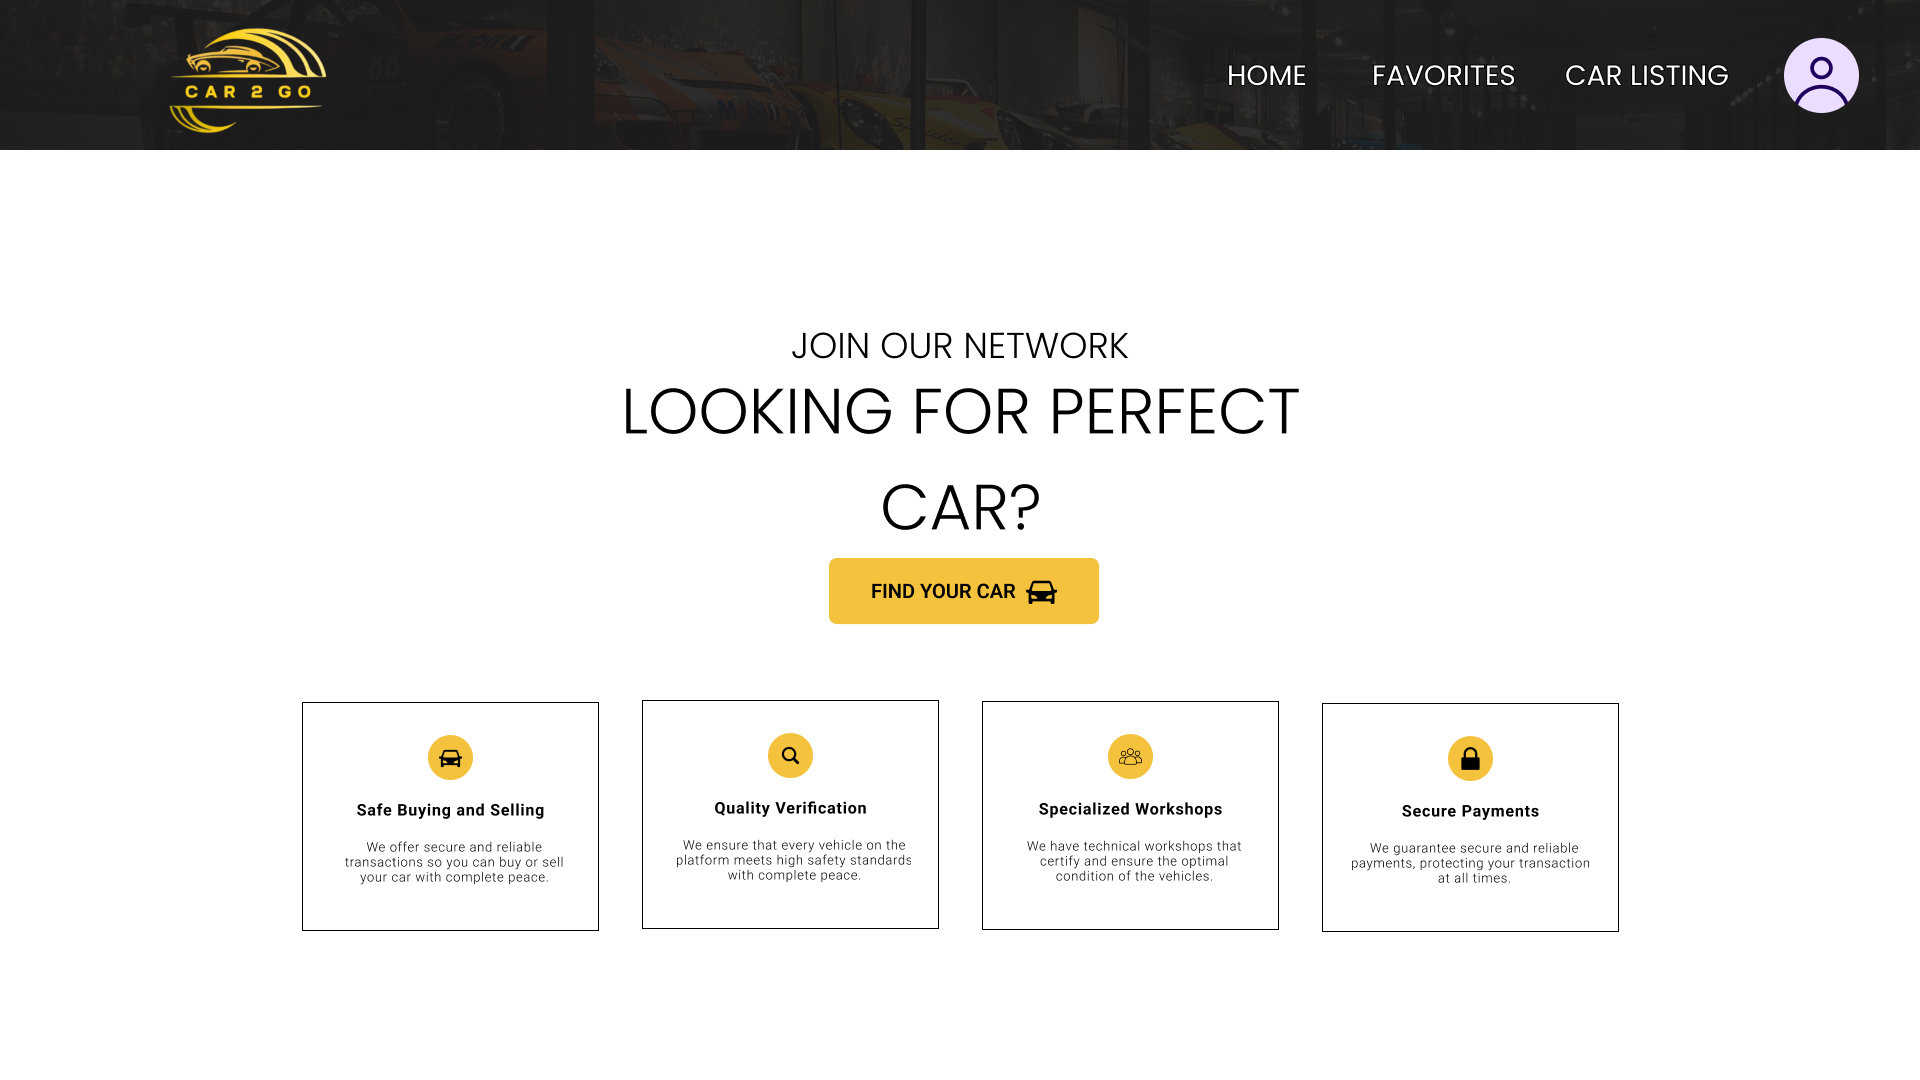 CAR 2 GO
HOME
FAVORITES
CAR LISTING
JOIN OUR NETWORK
LOOKING FOR PERFECT
CAR?
FIND YOUR CAR
Safe Buying and Selling
We offer secure and reliable
transactions so you can buy or sell
your car with complete peace.
Quality Verification
We ensure that every vehicle on the
platform meets high safety standards
with complete peace.
Specialized Workshops
We have technical workshops that
certify and ensure the optimal
condition of the vehicles.
Secure Payments
We guarantee secure and reliable
payments, protecting your transaction
at all times.